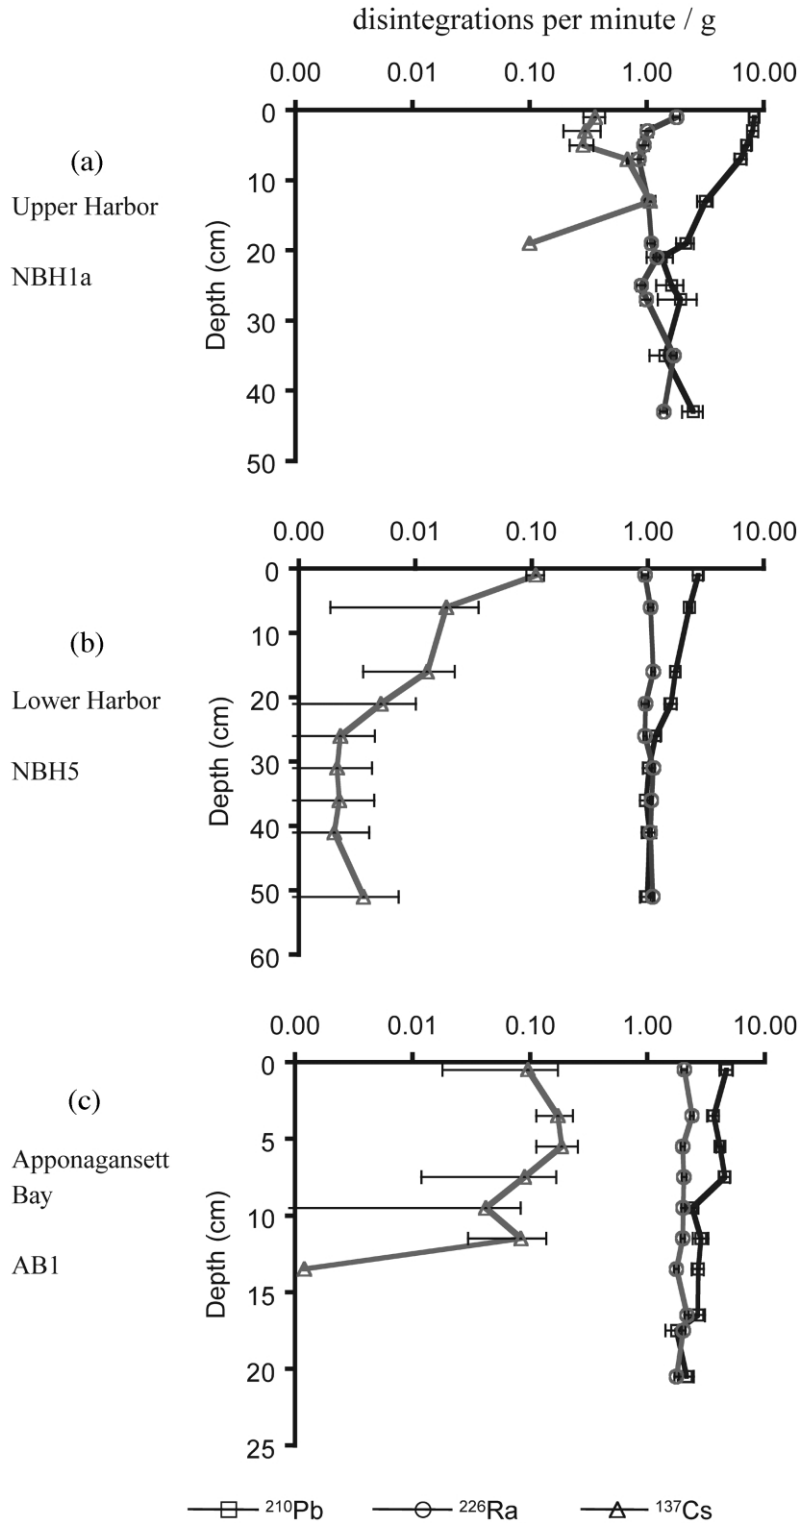 disintegrations per minute / g
0.00 0.01 0.10 1.00 10.00
(a)
Upper Harbor
NBH1a
Depth (cm)
0
10
20
30
40
50
0.00 0.01 0.10 1.00 10.00
(b)
Lower Harbor
NBH5
Depth (cm)
0
10
20
30
40
50
60
0.00 0.01 0.10 1.00 10.00
(c)
Apponagansett
Bay
AB1
Depth (cm)
0
5
10
15
20
25
²¹⁰Pb ²²⁶Ra ¹³⁷Cs